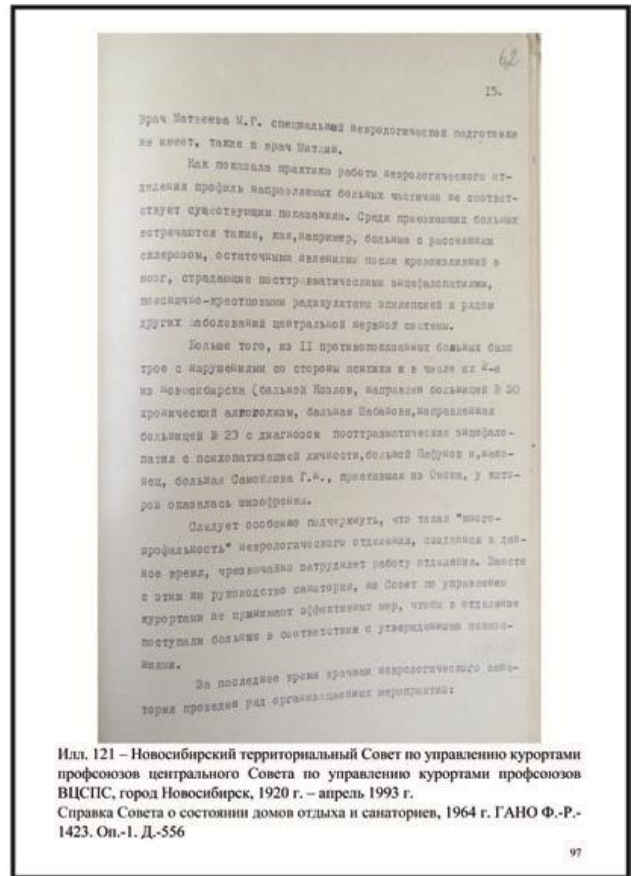 62
15.
Врач Матвеева М.Г. специальной неврологической подготовки
не имеет, также и врач
Как показала практика работы неврологического от-
деления профиль направляемых больных частично не соответ-
ствует существующим показаниям. Среди приезжающих больных
встречаются такие, как,например, больные с рассеянным
склерозом, остаточными явлениями после кровоизлияний в
мозг, страдающие посттравматическими энцефалопатиями,
пояснично-крестцовыми радикулитами эпилепсией и рядом
других заболеваний центральной нервной системы.
Больше того, из II противопоказанных больных было
трое с нарушениями со стороны психики и в числе их 2-я
из Новосибирска (больной Козлов, направлен больницей № 30
хронический алкоголизм, больная Шабанова,направленная
больницей № 23 с диагнозом посттравматическая энцефало-
патия с психопатизацией личности,больной и,нако-
нец, больная Самойлова Г.И., приехавшая из Омска, у кото-
рой оказалась шизофрения.
Следует особенно подчеркнуть, что такая "много-
профильность" неврологического отделения, созданная в дан-
ное время, чрезвычайно затрудняет работу отделения. Вместе
с этим ни руководство санатория, ни Совет по управлению
курортами не принимают эффективных мер, чтобы в отделение
поступали больные в соответствии с утвержденными показа-
ниями.
За последнее время врачами неврологического сана-
тория проведен ряд организационных мероприятий:
Илл. 121 – Новосибирский территориальный Совет по управлению курортами
профсоюзов центрального Совета по управлению курортами профсоюзов
ВЦСПС, город Новосибирск, 1920 г. – апрель 1993 г.
Справка Совета о состоянии домов отдыха и санаториев, 1964 г. ГАНО Ф.-Р.-
1423. Оп.-1. Д.-556
97